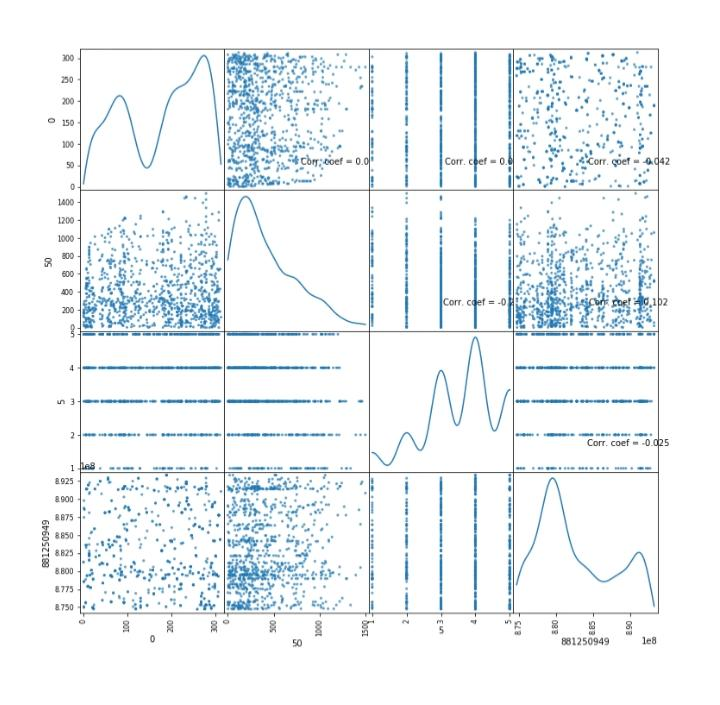 300
250
200
150
100
50
0
0
Corr. coef = 0.0
Corr. coef = 0.0
Corr. coef = -0.042
1400
1200
1000
800
600
400
200
0
50
Corr. coef = -0.2
Corr. coef = 0.102
5
4
3
2
1
5
Corr. coef = -0.025
1e8
8.925
8.900
8.875
8.850
8.825
8.800
8.775
8.750
881250949
0 100 200 300
0
0 500 1000 1500
50
1 2 3 4 5
5
8.75 8.80 8.85 8.90
881250949 1e8